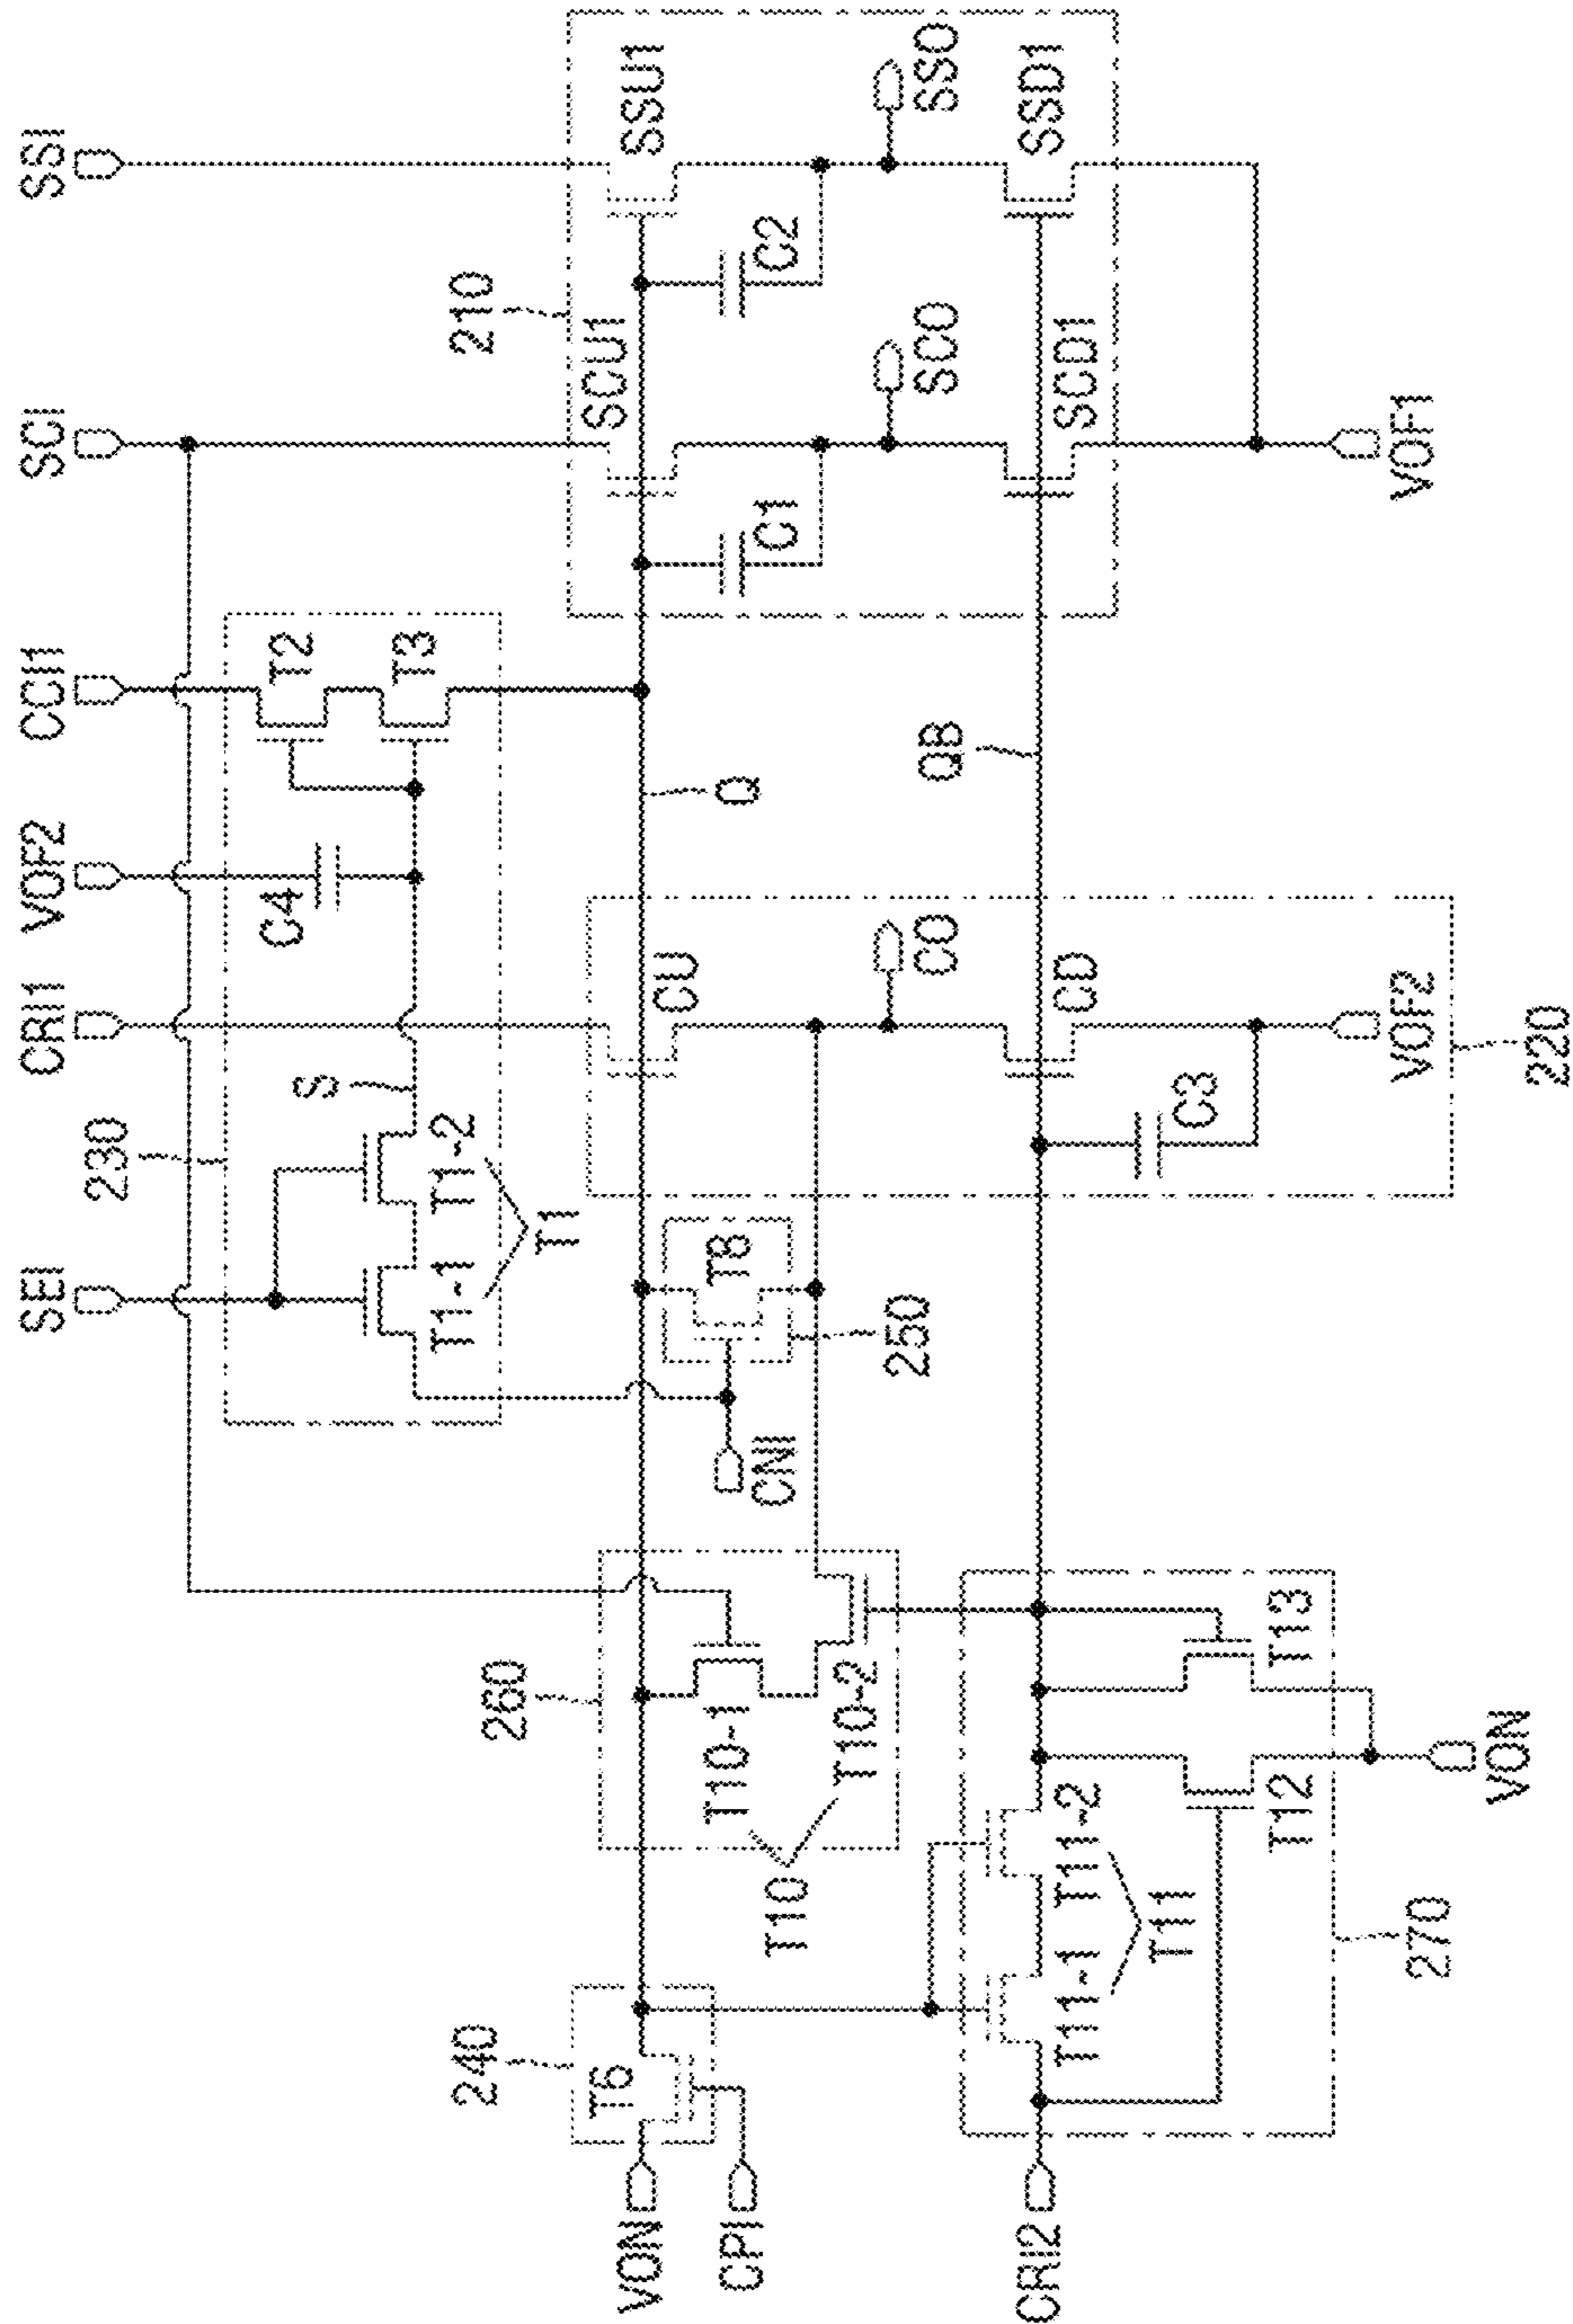 SEI
CRI1
VOF2
CCI1
SCI
SSI
230
C4
T2
S
T3
T1-1
T1-2
240
260
210
T1
T6
SCU1
VON
SSU1
CU
T10-1
T8
Q
CPI
CNI
C1
C2
T10
T10-2
250
CO
QB
SCO
SSO
CRI2
T11-1
T11-2
CD
SCD1
SSD1
T11
C3
T12
T13
270
VOF2
VOF1
VON
220